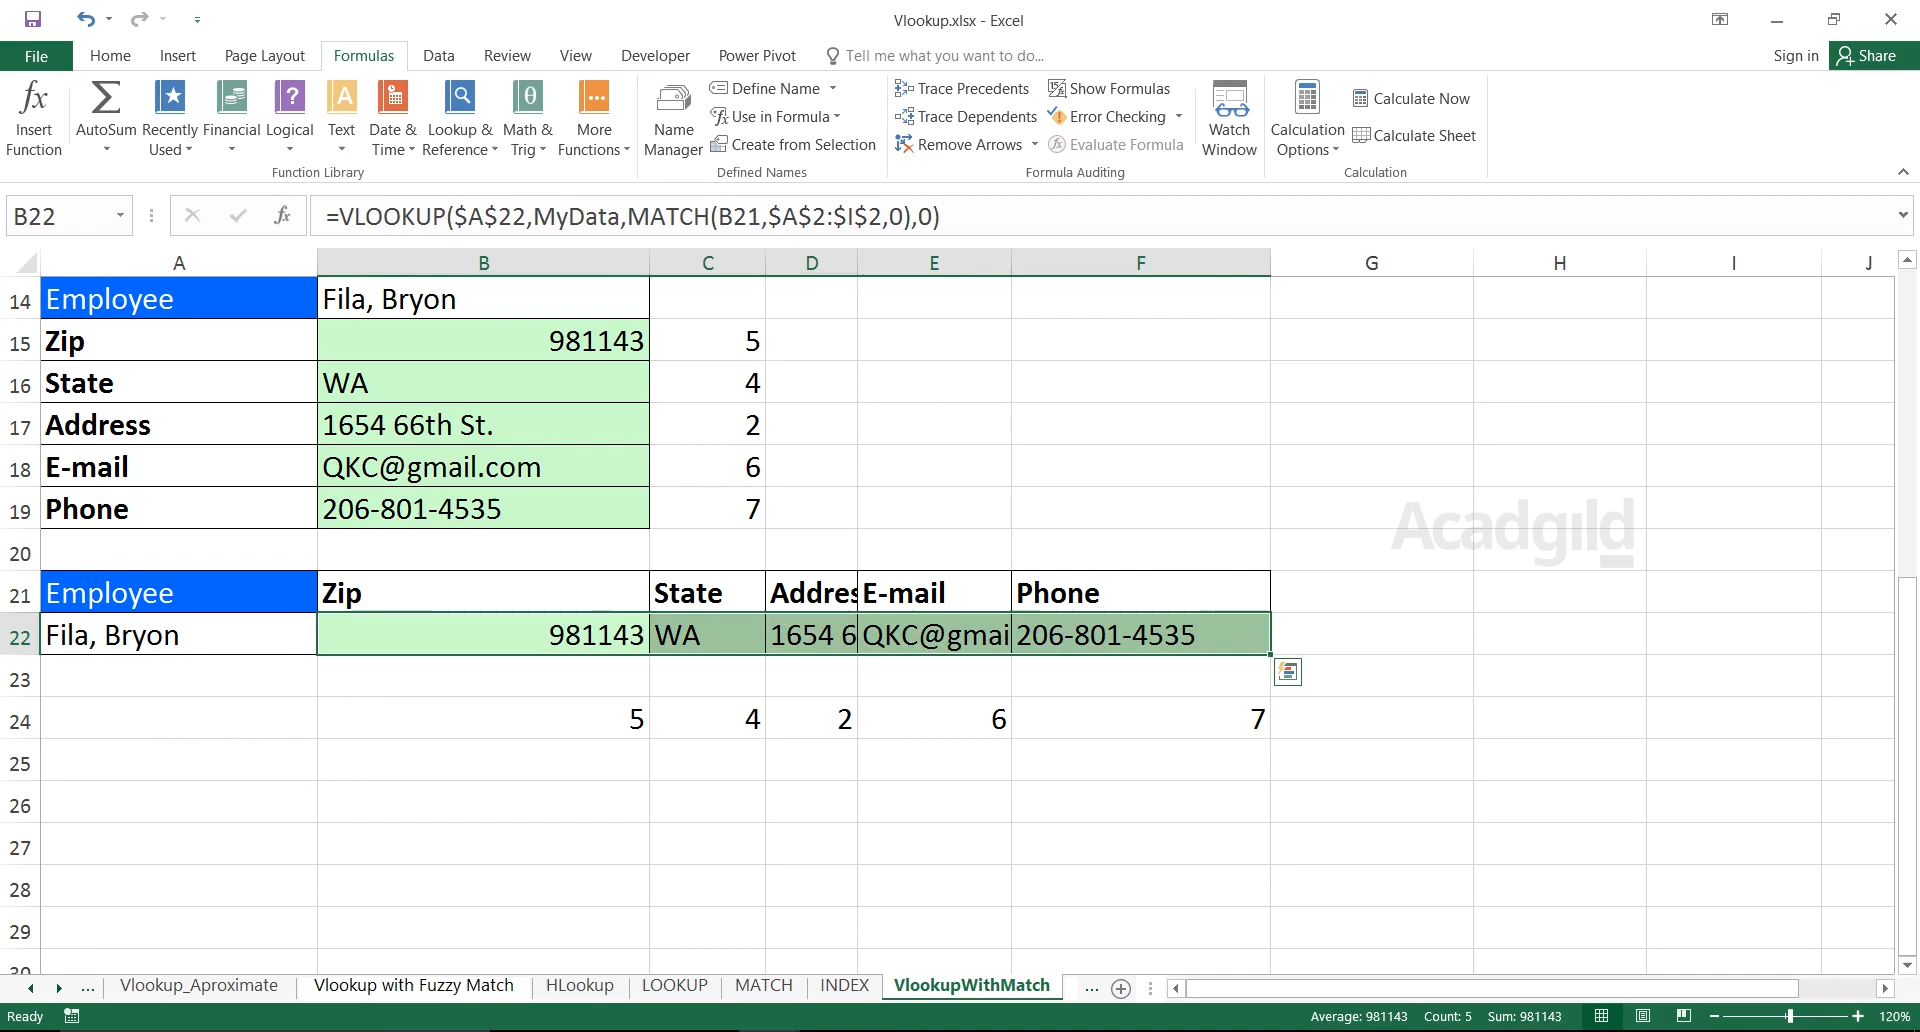 Vlookup.xlsx - Excel
File Home Insert Page Layout Formulas Data Review View Developer Power Pivot Tell me what you want to do... Sign in Share
Insert Function
AutoSum
Recently Used
Financial
Logical
Text
Date & Time
Lookup & Reference
Math & Trig
More Functions
Function Library
Name Manager
Define Name
Use in Formula
Create from Selection
Defined Names
Trace Precedents
Trace Dependents
Remove Arrows
Show Formulas
Error Checking
Evaluate Formula
Formula Auditing
Watch Window
Calculation Options
Calculate Now
Calculate Sheet
Calculation
B22 fx =VLOOKUP($A$22,MyData,MATCH(B21,$A$2:$I$2,0),0)
A B C D E F G H I J
14 Employee Fila, Bryon
15 Zip 981143 5
16 State WA 4
17 Address 1654 66th St. 2
18 E-mail QKC@gmail.com 6
19 Phone 206-801-4535 7
Acadgild
20
21 Employee Zip State Addres E-mail Phone
22 Fila, Bryon 981143 WA 1654 6 QKC@gmai 206-801-4535
23
24 5 4 2 6 7
25
26
27
28
29
30
... Vlookup_Aproximate Vlookup with Fuzzy Match HLookup LOOKUP MATCH INDEX VlookupWithMatch ...
Ready Average: 981143 Count: 5 Sum: 981143 120%